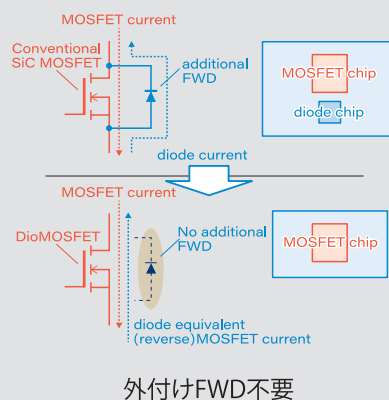 MOSFET current
Conventional
SiC MOSFET
additional
FWD
MOSFET chip
diode chip
diode current
MOSFET current
DioMOSFET
No additional
FWD
MOSFET chip
diode equivalent
(reverse)MOSFET current
外付けFWD不要